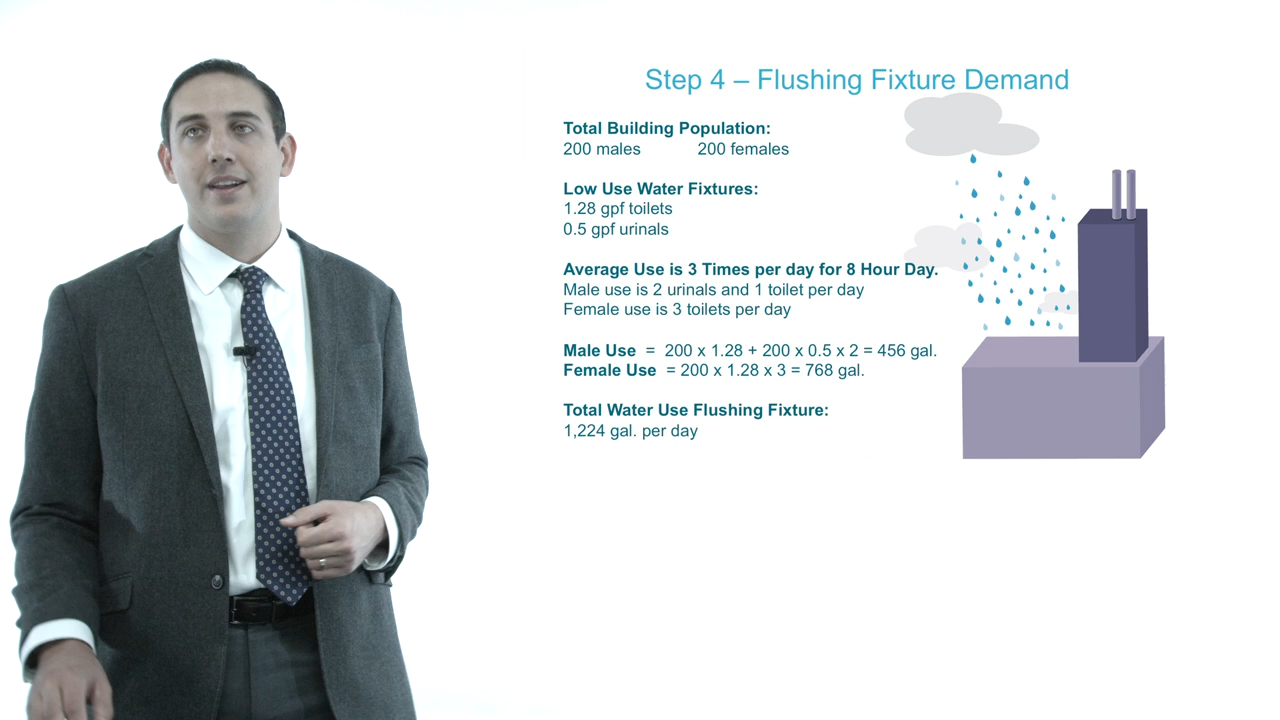 Step 4 – Flushing Fixture Demand
Total Building Population:
200 males 200 females
Low Use Water Fixtures:
1.28 gpf toilets
0.5 gpf urinals
Average Use is 3 Times per day for 8 Hour Day.
Male use is 2 urinals and 1 toilet per day
Female use is 3 toilets per day
Male Use = 200 x 1.28 + 200 x 0.5 x 2 = 456 gal.
Female Use = 200 x 1.28 x 3 = 768 gal.
Total Water Use Flushing Fixture:
1,224 gal. per day